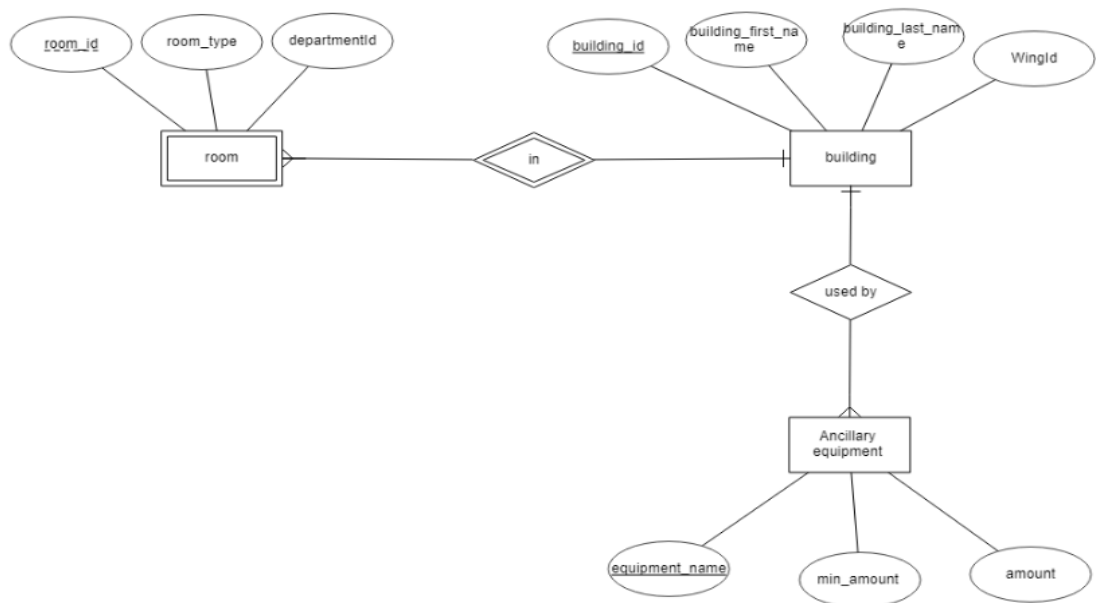 room_id
room_type
departmentId
building_id
building_first_na
me
building_last_nam
e
WingId
room
in
building
used by
Ancillary
equipment
equipment_name
min_amount
amount